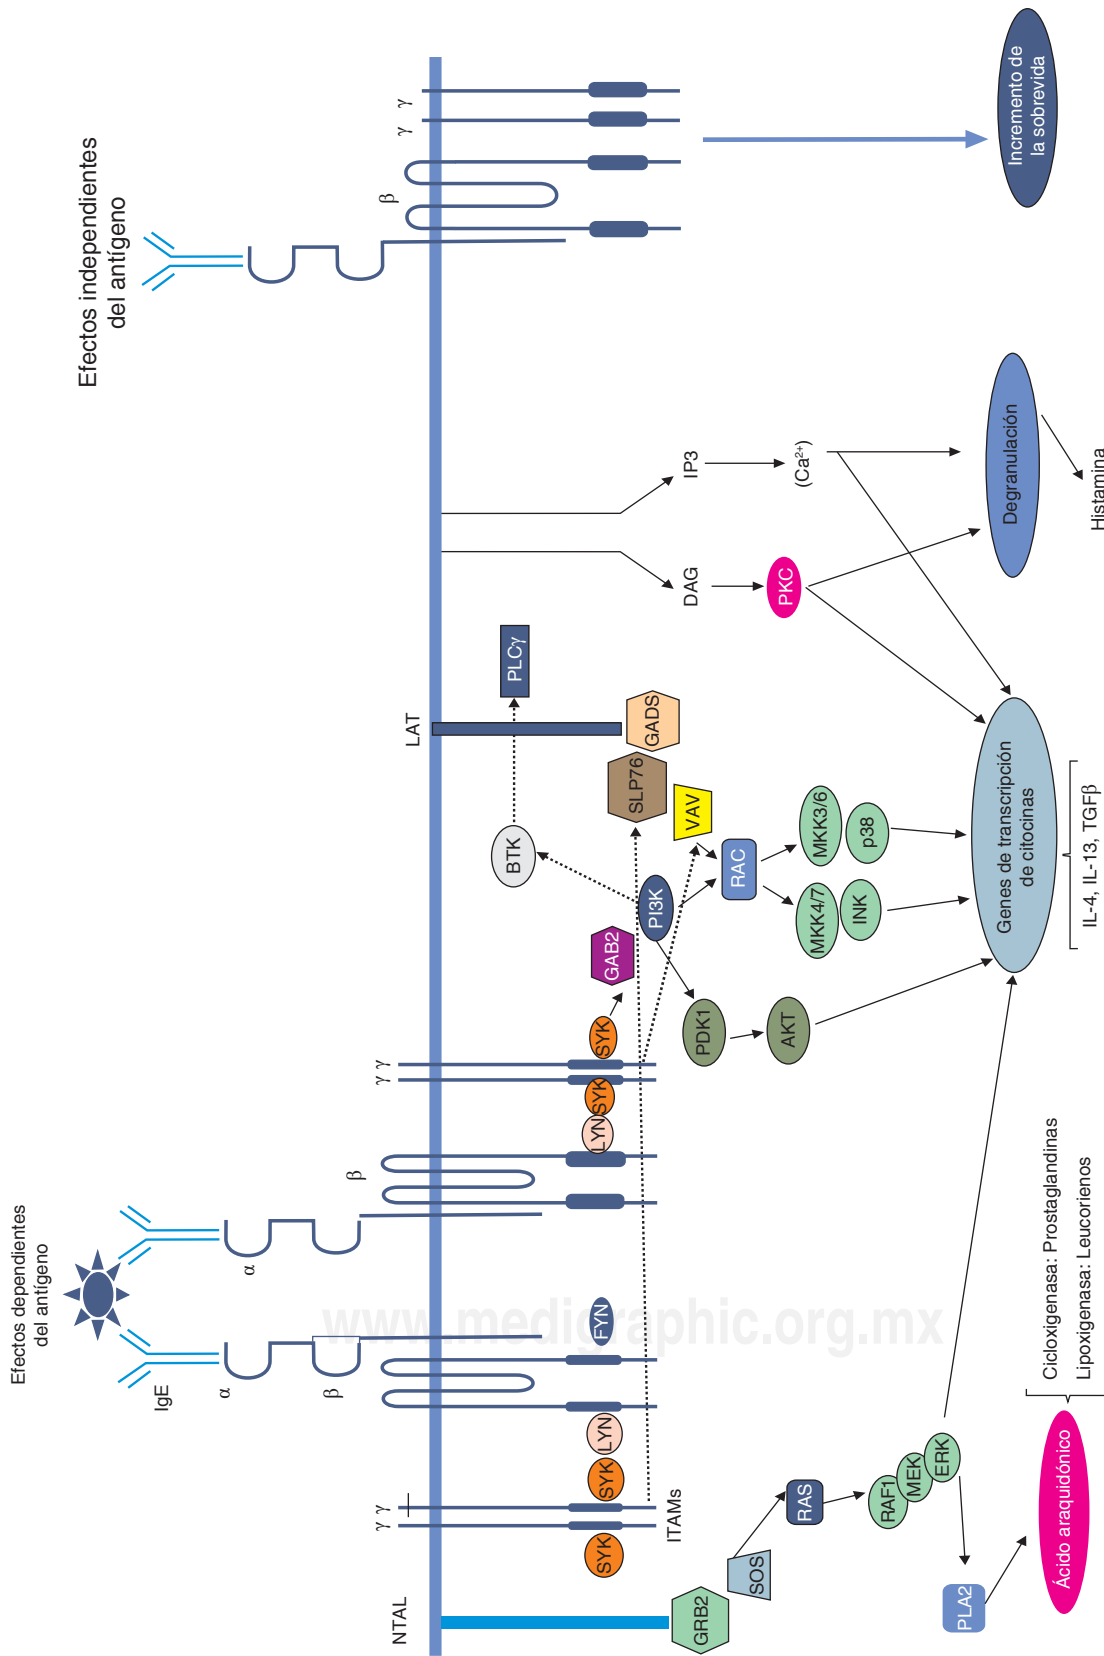 Efectos dependientes
del antígeno
Efectos independientes
del antígeno
IgE
α
β
α
β
β
γ
γ
NTAL
γ γ
γ γ
LAT
SYK
SYK
LYN
FYN
LYN
SYK
SYK
GAB2
BTK
PLCγ
ITAMs
PI3K
SLP76
GADS
VAV
GRB2
SOS
RAS
PDK1
AKT
RAC
DAG
IP3
PKC
(Ca²⁺)
RAF1
MEK
ERK
MKK4/7
INK
MKK3/6
p38
PLA2
Ácido araquidónico
Cicloxigenasa: Prostaglandinas
Lipoxigenasa: Leucorienos
Genes de transcripción
de citocinas
IL-4, IL-13, TGFβ
Degranulación
Histamina
Incremento de
la sobrevida
www.medigraphic.org.mx